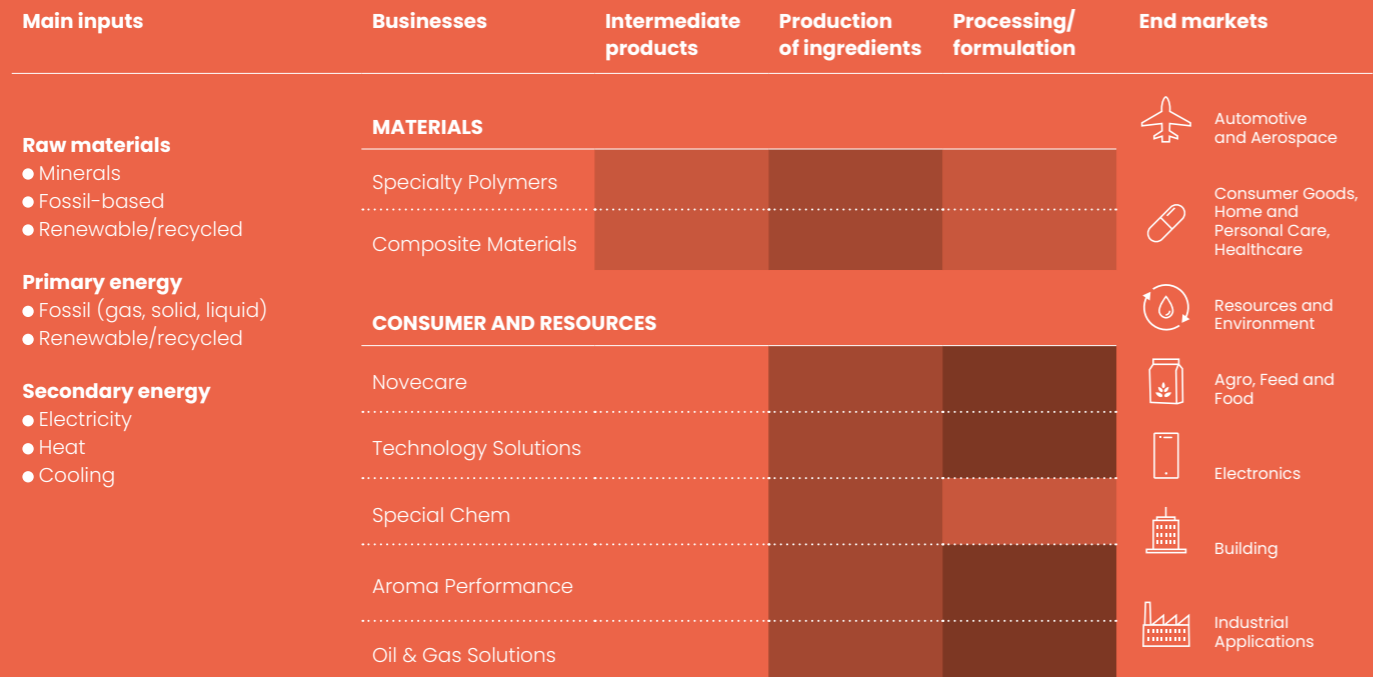 Main inputs
Businesses
Intermediate
products
Production
of ingredients
Processing/
formulation
End markets
Raw materials
Minerals
Fossil-based
Renewable/recycled
Primary energy
Fossil (gas, solid, liquid)
Renewable/recycled
Secondary energy
Electricity
Heat
Cooling
MATERIALS
Specialty Polymers
Composite Materials
CONSUMER AND RESOURCES
Novecare
Technology Solutions
Special Chem
Aroma Performance
Oil & Gas Solutions
Automotive
and Aerospace
Consumer Goods,
Home and
Personal Care,
Healthcare
Resources and
Environment
Agro, Feed and
Food
Electronics
Building
Industrial
Applications